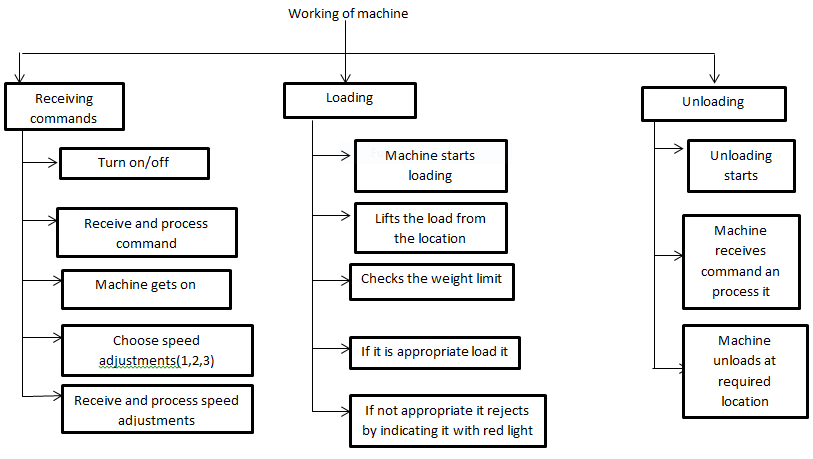 Working of machine
Receiving
commands
Turn on/off
Receive and process
command
Machine gets on
Choose speed
adjustments(1,2,3)
Receive and process speed
adjustments
Loading
Machine starts
loading
Lifts the load from
the location
Checks the weight limit
If it is appropriate load it
If not appropriate it rejects
by indicating it with red light
Unloading
Unloading
starts
Machine
receives
command an
process it
Machine
unloads at
required
location